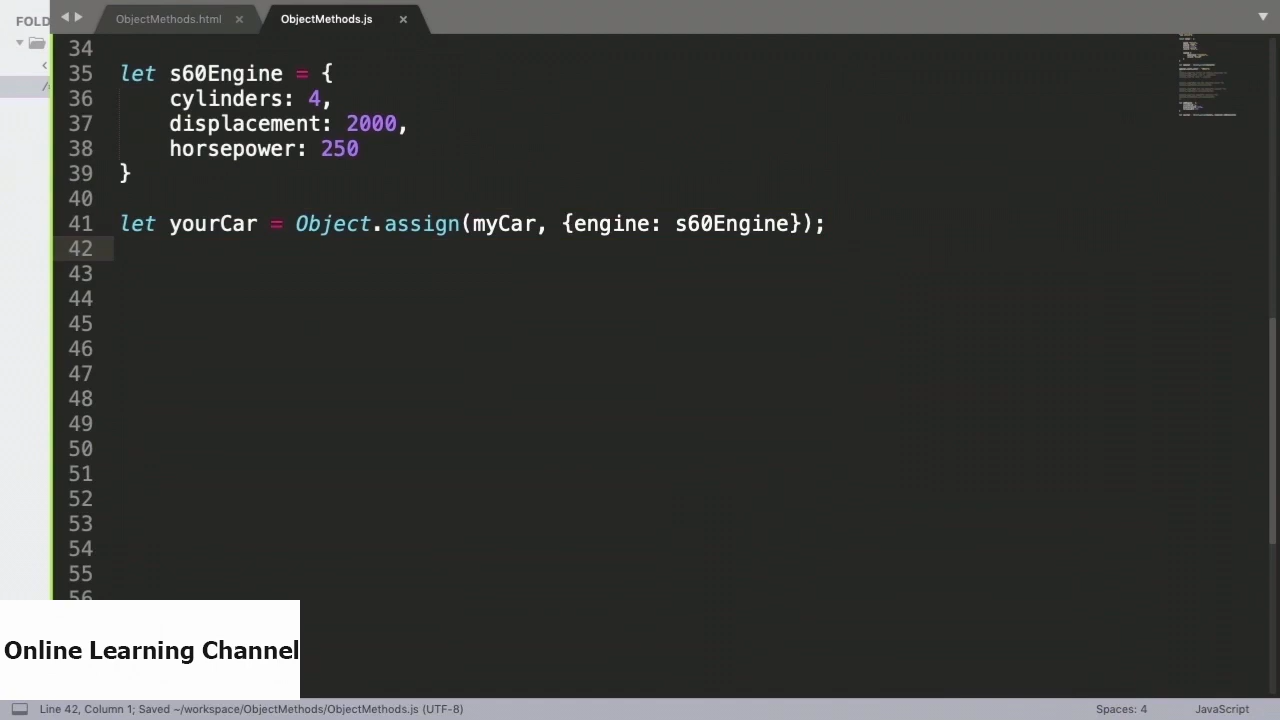 FOLD
ObjectMethods.html ×
ObjectMethods.js ×
34
35 let s60Engine = {
36 cylinders: 4,
37 displacement: 2000,
38 horsepower: 250
39 }
40
41 let yourCar = Object.assign(myCar, {engine: s60Engine});
42
43
44
45
46
47
48
49
50
51
52
53
54
55
56
Online Learning Channel
Line 42, Column 1; Saved ~/workspace/ObjectMethods/ObjectMethods.js (UTF-8)
Spaces: 4
JavaScript